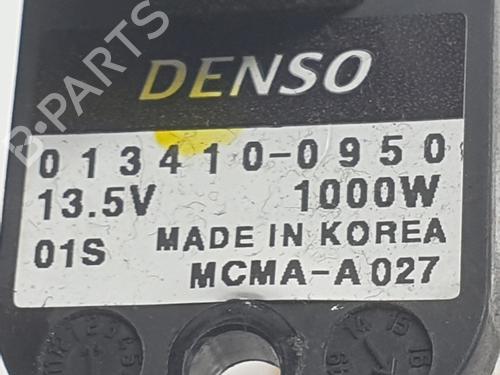 DENSO
013410-0950
13.5V 1000W
01S MADE IN KOREA
MCMA-A027
B-PARTS